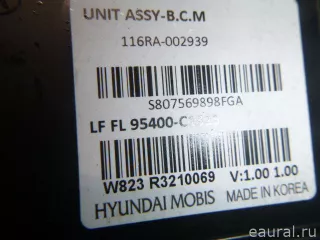 UNIT ASSY-B.C.M
116RA-002939
S807569898FGA
LF FL
W823 R3210069 V:1.00 1.00
HYUNDAI MOBIS MADE IN KOREA
eaural.ru